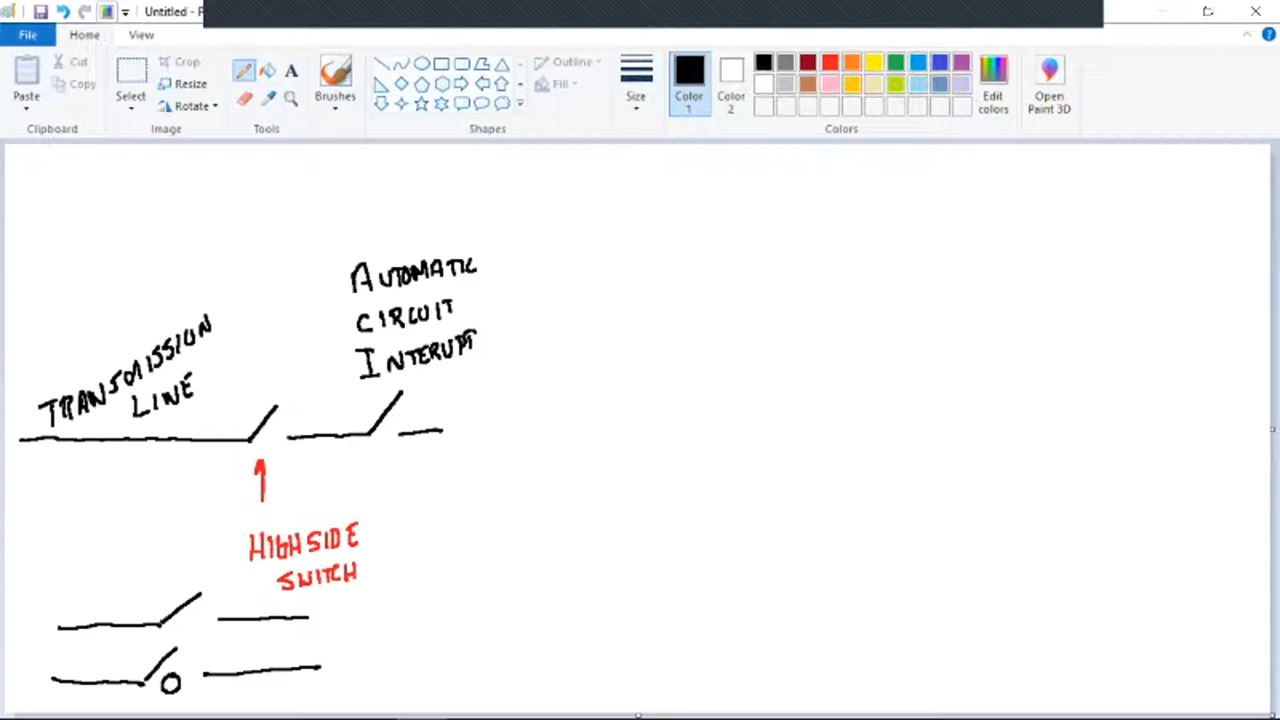 Untitled - P
File
Home
View
Paste
Cut
Copy
Clipboard
Select
Crop
Resize
Rotate
Image
A
Tools
Brushes
Shapes
Outline
Fill
Size
Color
1
Color
2
Colors
Edit
colors
Open
Paint 3D
AUTOMATIC
CIRCUIT
INTERUPT
TRANSMISSION
LINE
HIGHSIDE
SWITCH